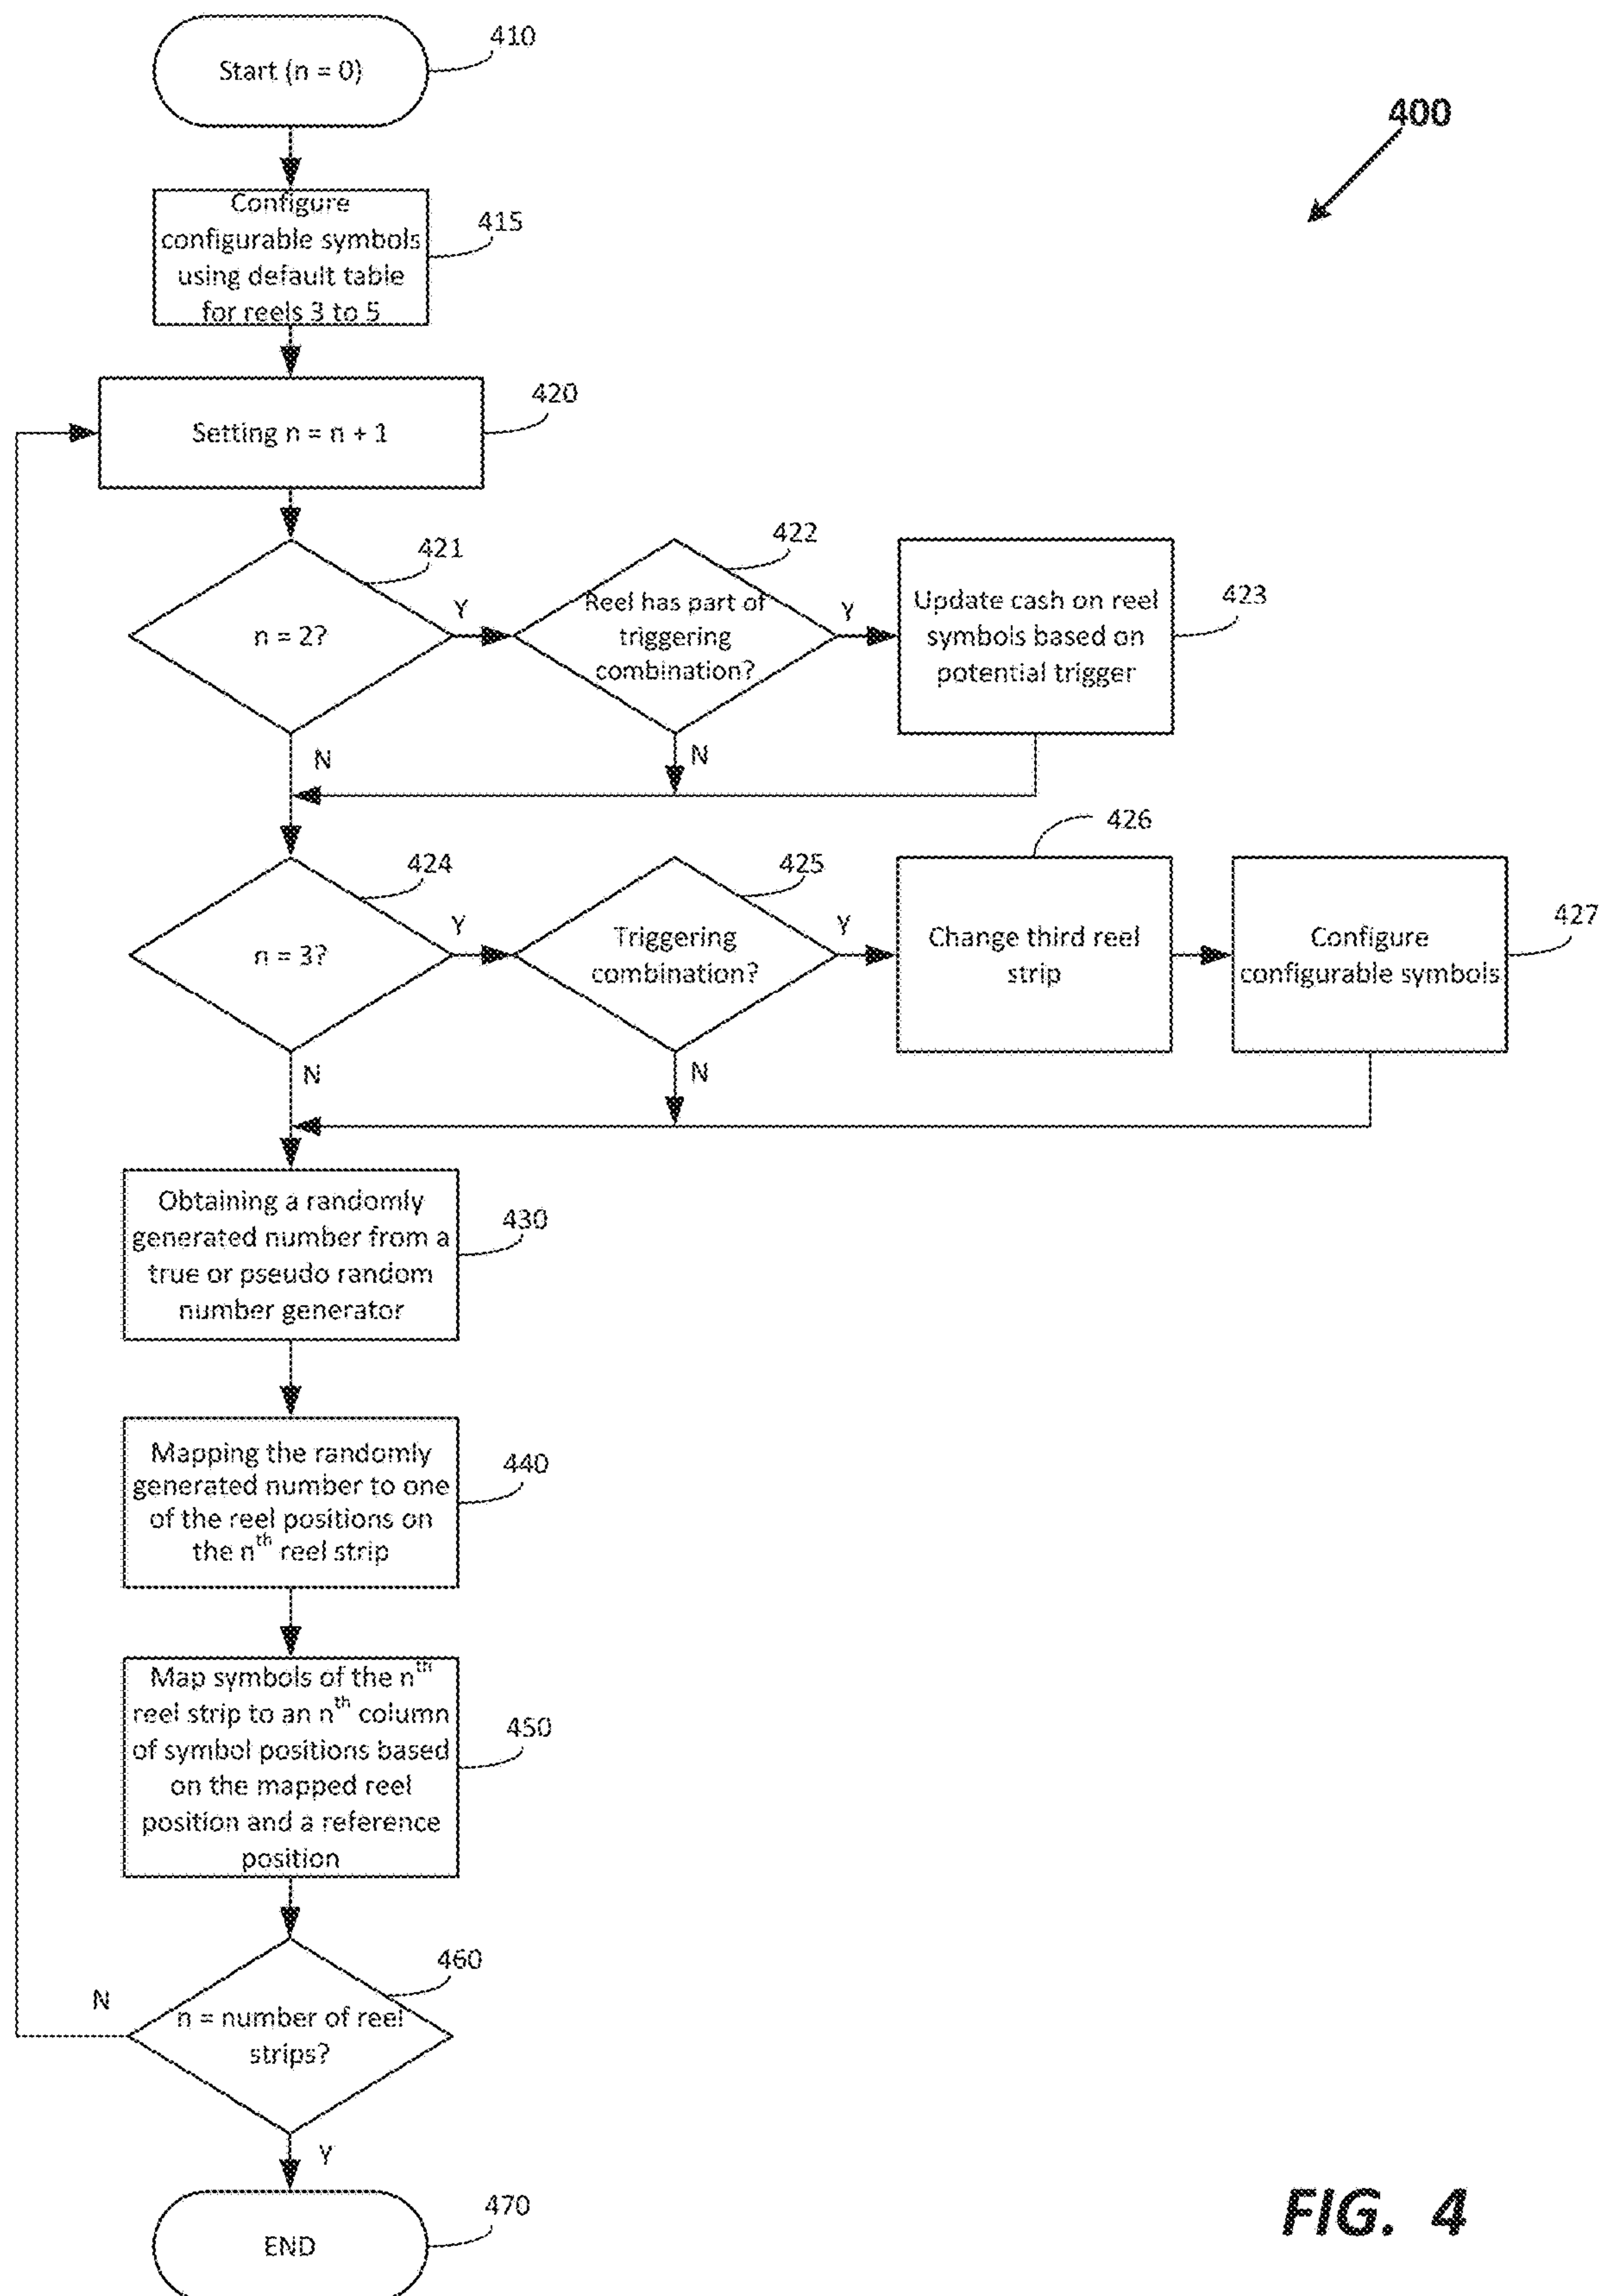 Start (n = 0)
410
400
Configure
configurable symbols
using default table
for reels 3 to 5
415
Setting n = n + 1
420
n = 2?
421
Y
N
Reel has part of
triggering
combination?
422
Y
N
Update cash on reel
symbols based on
potential trigger
423
n = 3?
424
Y
N
Triggering
combination?
425
Y
N
Change third reel
strip
426
Configure
configurable symbols
427
Obtaining a randomly
generated number from a
true or pseudo random
number generator
430
Mapping the randomly
generated number to one
of the reel positions on
the nth reel strip
440
Map symbols of the nth
reel strip to an nth column
of symbol positions based
on the mapped reel
position and a reference
position
450
n = number of reel
strips?
460
N
Y
END
470
FIG. 4